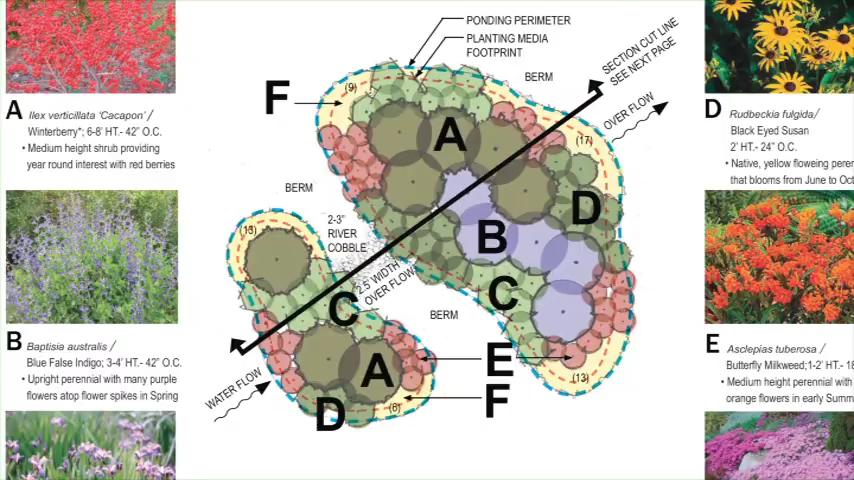 A
Ilex verticillata 'Cacapon' /
Winterberry*; 6-8' HT.- 42" O.C.
• Medium height shrub providing
year round interest with red berries
B
Baptisia australis /
Blue False Indigo; 3-4' HT.- 42" O.C.
• Upright perennial with many purple
flowers atop flower spikes in Spring
PONDING PERIMETER
PLANTING MEDIA
FOOTPRINT
BERM
SECTION CUT LINE
SEE NEXT PAGE
OVER FLOW
F
(9)
A
(17)
BERM
D
2-3"
RIVER
COBBLE
(13)
B
2.5' WIDTH
OVER FLOW
C
C
BERM
E
A
(13)
WATER FLOW
F
D
(6)
D
Rudbeckia fulgida/
Black Eyed Susan
2' HT.- 24" O.C.
• Native, yellow floweing peren
that blooms from June to Oct
E
Asclepias tuberosa /
Butterfly Milkweed;1-2' HT.- 18
• Medium height perennial with
orange flowers in early Summ